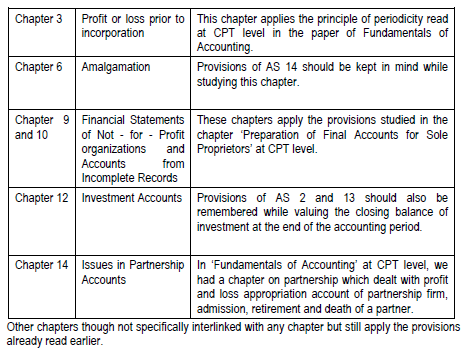 Chapter 3 Profit or loss prior to This chapter applies the principle of periodicity read
incorporation at CPT level in the paper of Fundamentals of
Accounting.
Chapter 6 Amalgamation Provisions of AS 14 should be kept in mind while
studying this chapter.
Chapter 9 Financial Statements These chapters apply the provisions studied in the
and 10 of Not - for - Profit chapter ‘Preparation of Final Accounts for Sole
organizations and Proprietors’ at CPT level.
Accounts from
Incomplete Records
Chapter 12 Investment Accounts Provisions of AS 2 and 13 should also be
remembered while valuing the closing balance of
investment at the end of the accounting period.
Chapter 14 Issues in Partnership In ‘Fundamentals of Accounting’ at CPT level, we
Accounts had a chapter on partnership which dealt with profit
and loss appropriation account of partnership firm,
admission, retirement and death of a partner.
Other chapters though not specifically interlinked with any chapter but still apply the provisions
already read earlier.